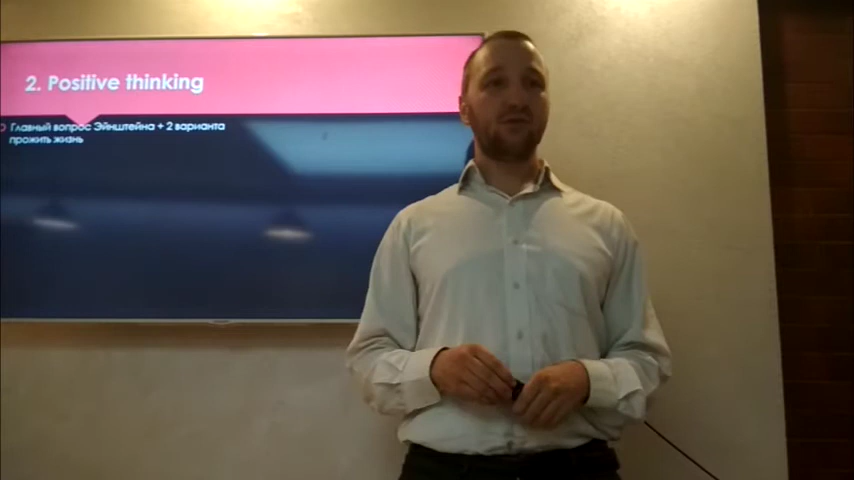 2. Positive thinking
Главный вопрос Эйнштейна + 2 варианта
прожить жизнь